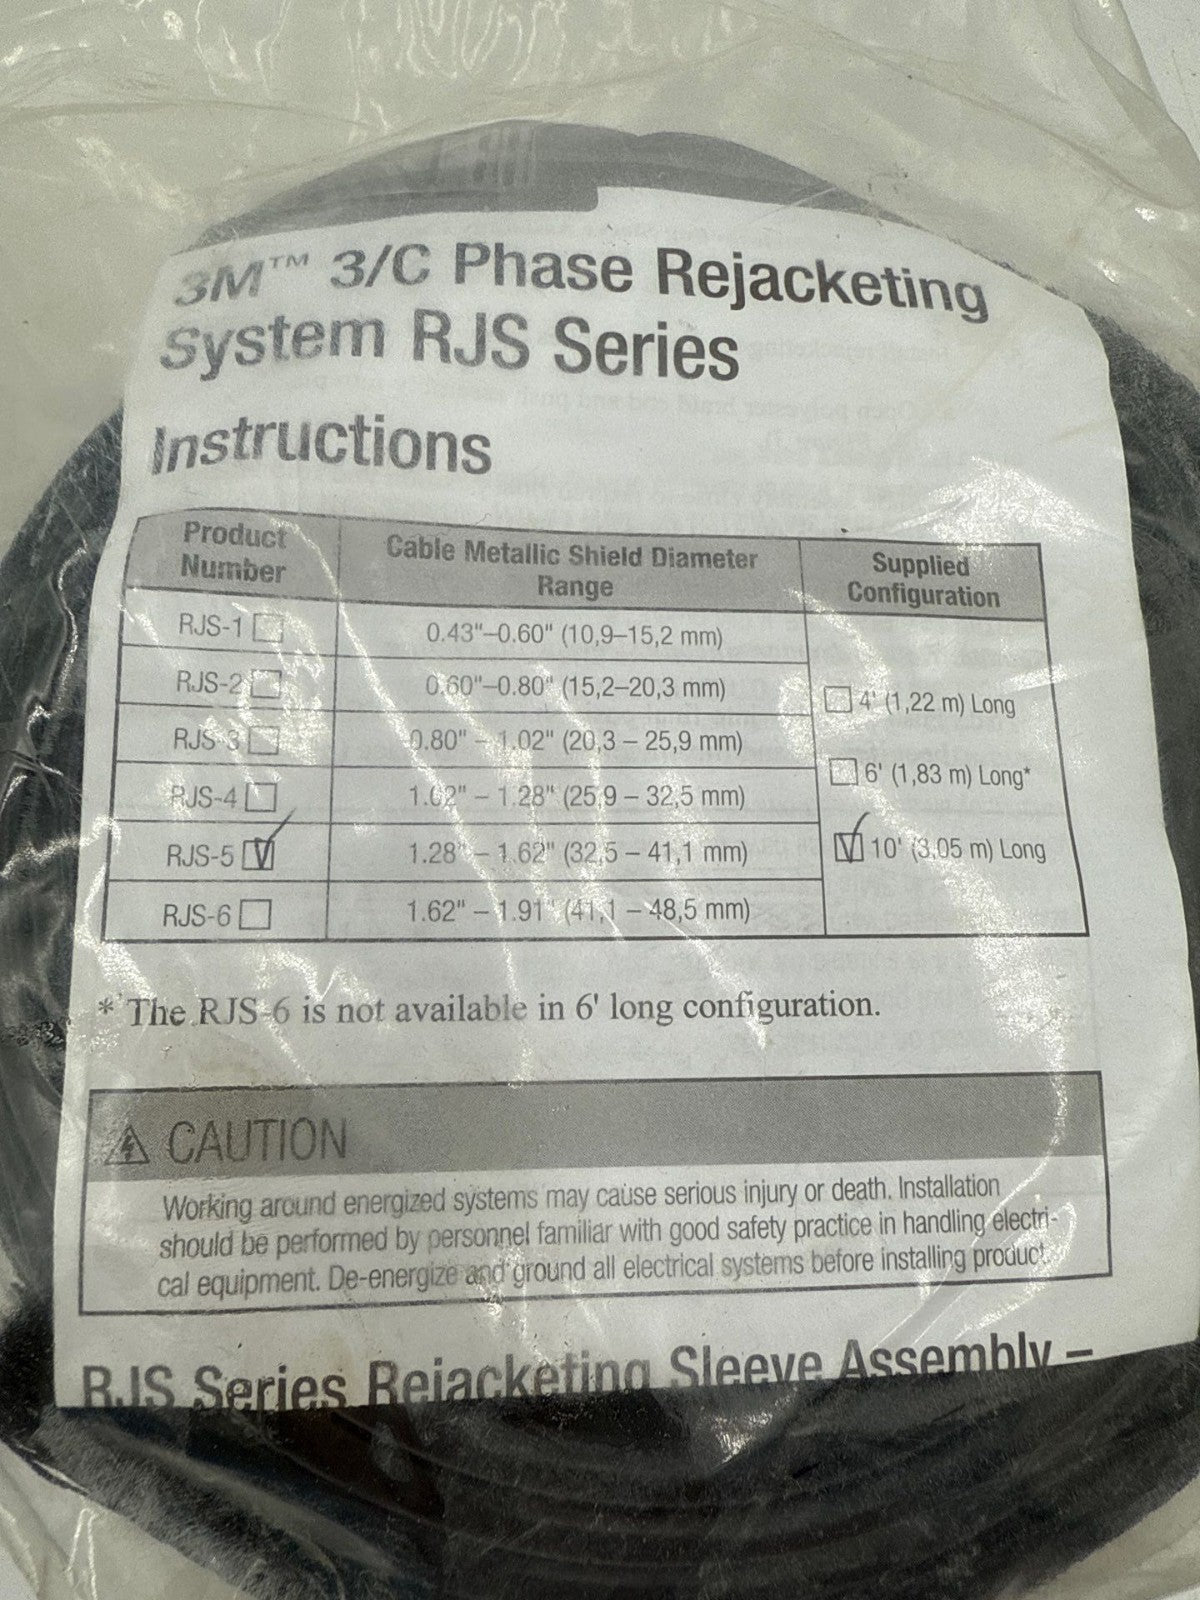 3M™ 3/C Phase Rejacketing
System RJS Series
Instructions
Product Number Cable Metallic Shield Diameter Range Supplied Configuration
RJS-1 ☐ 0.43"–0.60" (10,9–15,2 mm)
RJS-2 ☐ 0.60"–0.80" (15,2–20,3 mm)
☐ 4' (1,22 m) Long
RJS-3 ☐ 0.80" – 1.02" (20,3 – 25,9 mm)
☐ 6' (1,83 m) Long*
RJS-4 ☐ 1.02" – 1.28" (25,9 – 32,5 mm)
RJS-5 ☑ 1.28" – 1.62" (32,5 – 41,1 mm)
☑ 10' (3,05 m) Long
RJS-6 ☐ 1.62" – 1.91" (41,1 – 48,5 mm)
* The RJS-6 is not available in 6' long configuration.
CAUTION
Working around energized systems may cause serious injury or death. Installation
should be performed by personnel familiar with good safety practice in handling electri-
cal equipment. De-energize and ground all electrical systems before installing product.
RJS Series Rejacketing Sleeve Assembly –